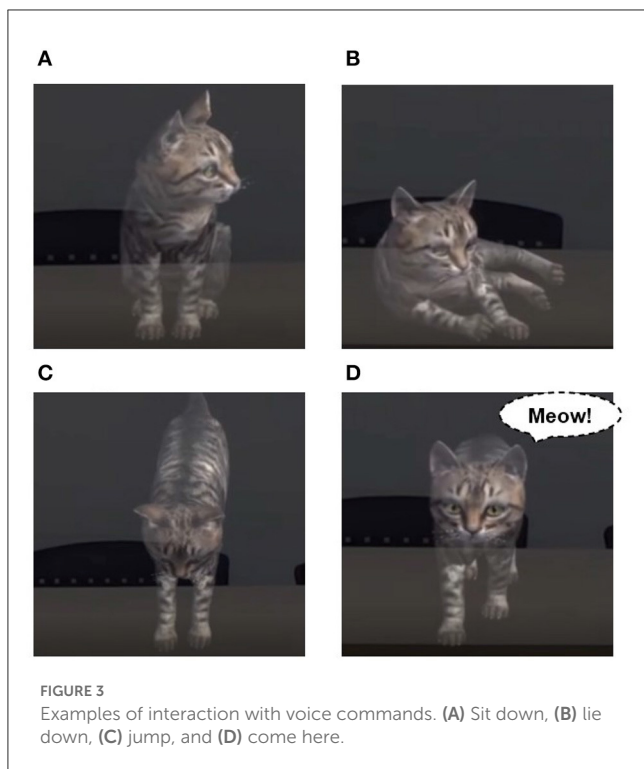 A
B
C
D
Meow!
FIGURE 3
Examples of interaction with voice commands. (A) Sit down, (B) lie
down, (C) jump, and (D) come here.